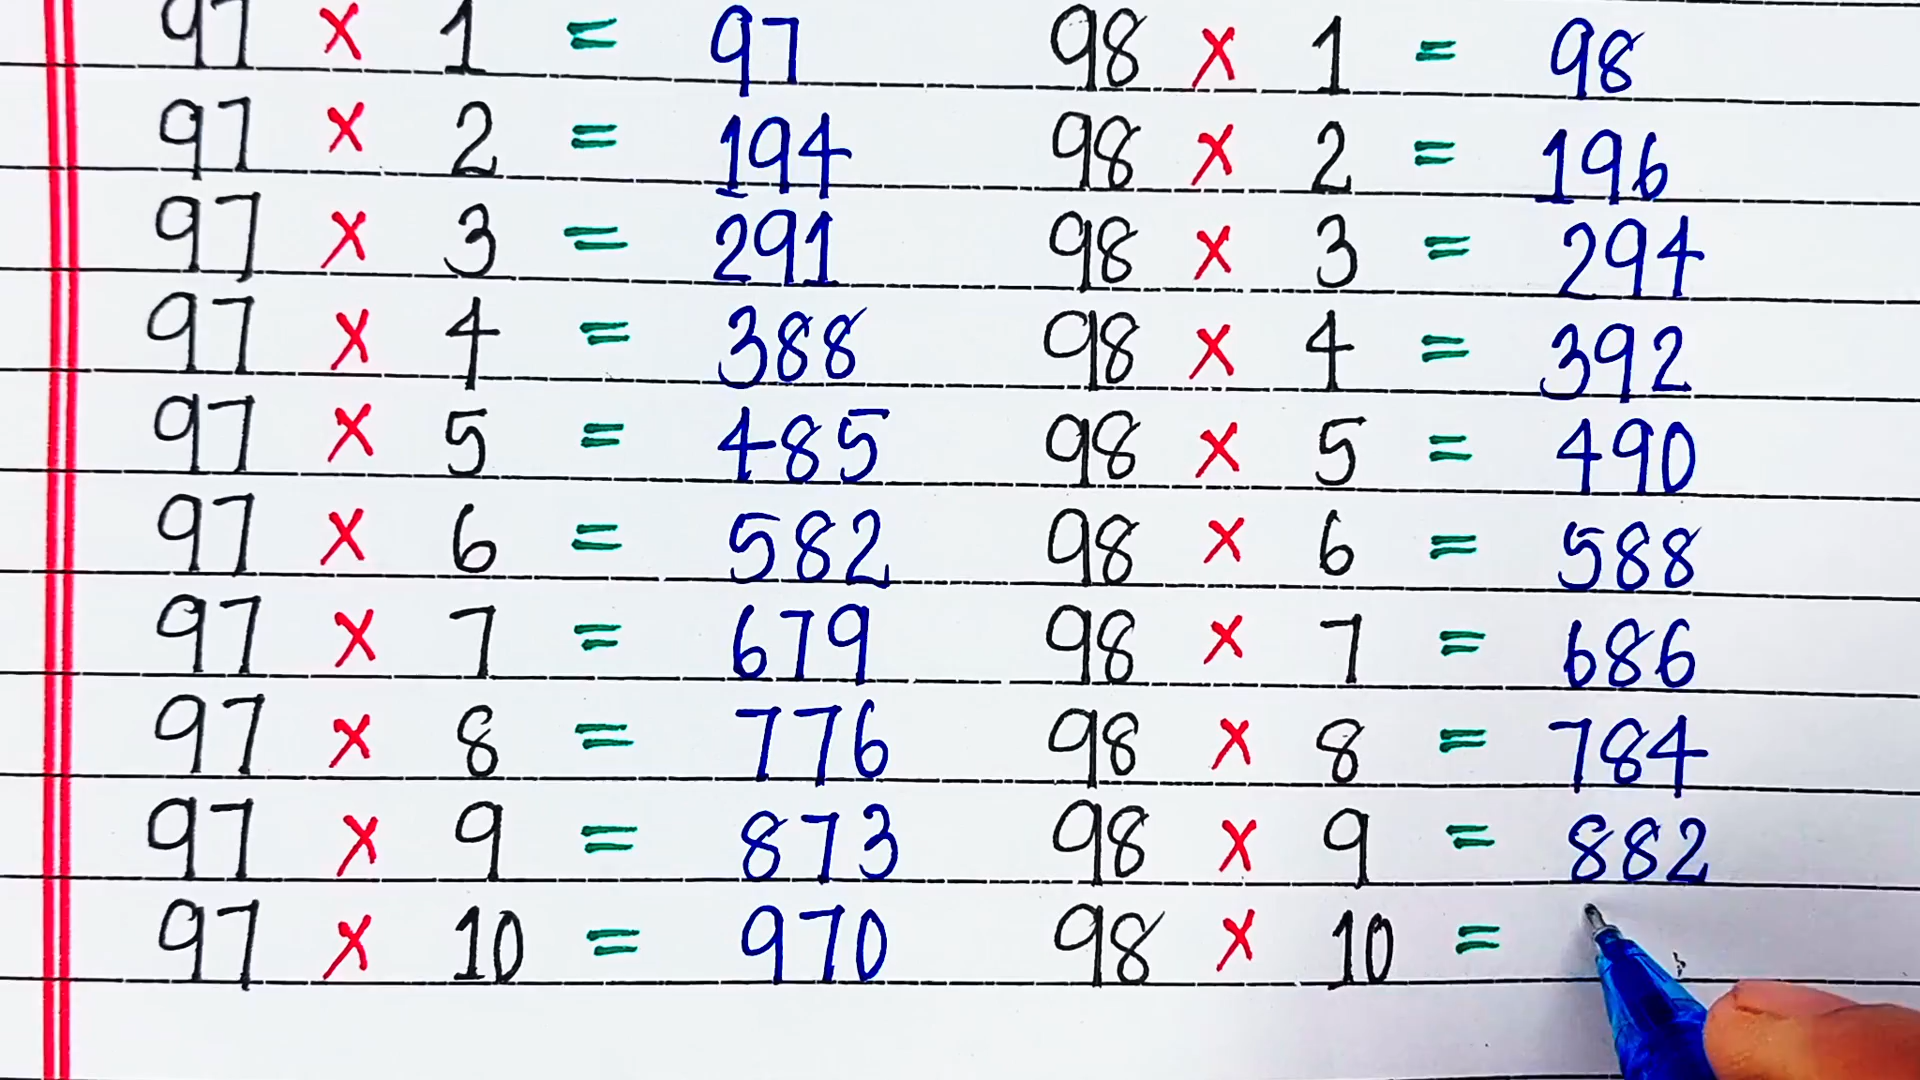 97 × 1 = 97 98 × 1 = 98
97 × 2 = 194 98 × 2 = 196
97 × 3 = 291 98 × 3 = 294
97 × 4 = 388 98 × 4 = 392
97 × 5 = 485 98 × 5 = 490
97 × 6 = 582 98 × 6 = 588
97 × 7 = 679 98 × 7 = 686
97 × 8 = 776 98 × 8 = 784
97 × 9 = 873 98 × 9 = 882
97 × 10 = 970 98 × 10 =